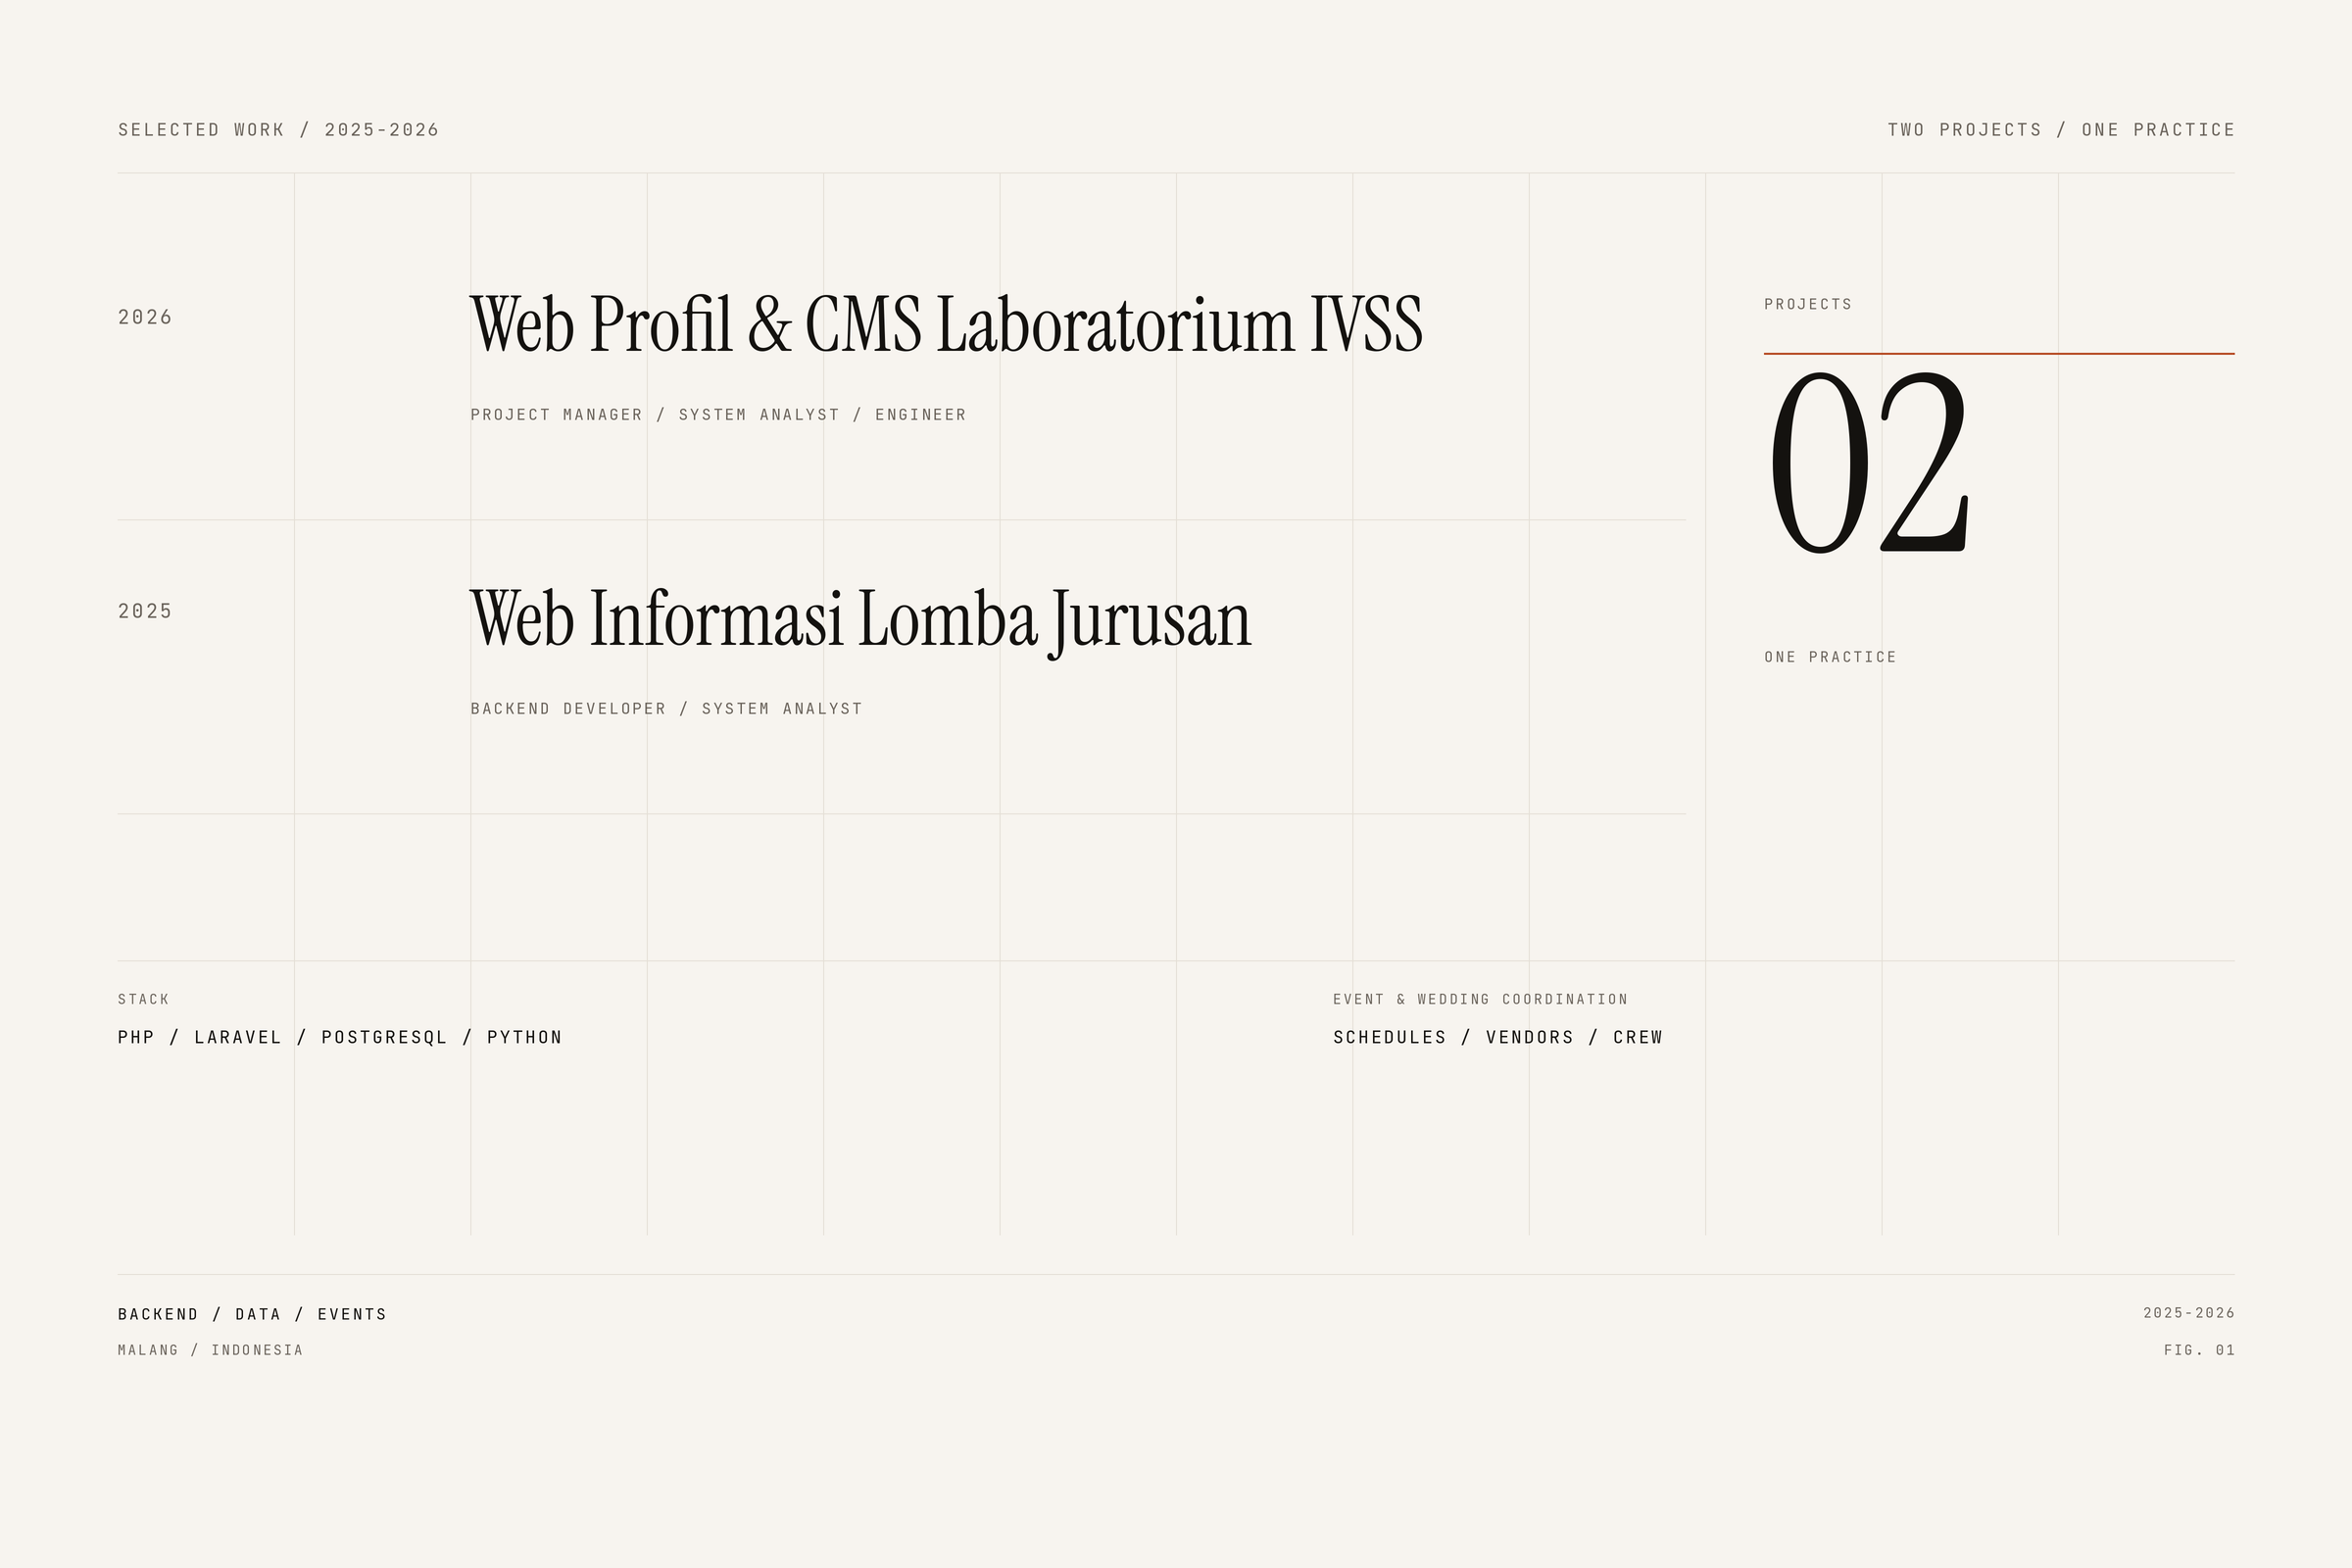 SELECTED WORK / 2025-2026
TWO PROJECTS / ONE PRACTICE
2026
Web Profil & CMS Laboratorium IVSS
PROJECT MANAGER / SYSTEM ANALYST / ENGINEER
2025
Web Informasi Lomba Jurusan
BACKEND DEVELOPER / SYSTEM ANALYST
PROJECTS
02
ONE PRACTICE
STACK
PHP / LARAVEL / POSTGRESQL / PYTHON
EVENT & WEDDING COORDINATION
SCHEDULES / VENDORS / CREW
BACKEND / DATA / EVENTS
MALANG / INDONESIA
2025-2026
FIG. 01